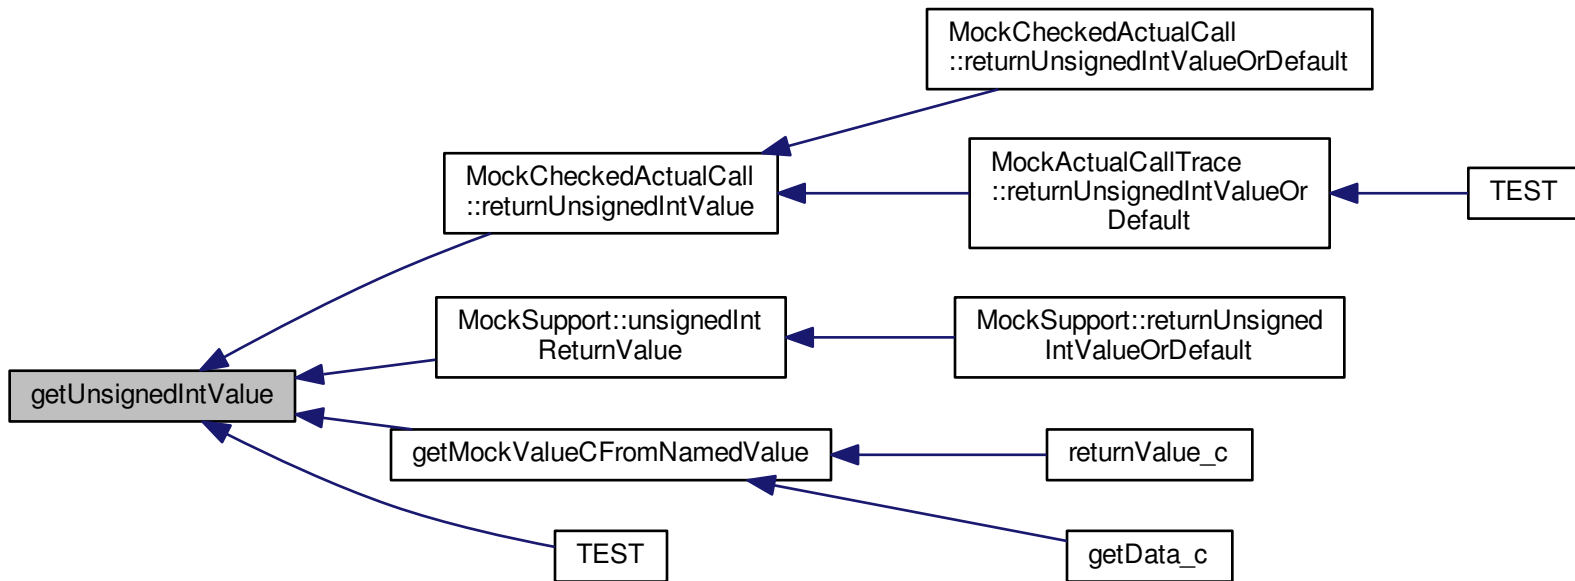 MockCheckedActualCall
::returnUnsignedIntValueOrDefault
MockCheckedActualCall
::returnUnsignedIntValue
MockActualCallTrace
::returnUnsignedIntValueOr
Default
TEST
MockSupport::unsignedInt
ReturnValue
MockSupport::returnUnsigned
IntValueOrDefault
getUnsignedIntValue
getMockValueCFromNamedValue
returnValue_c
TEST
getData_c